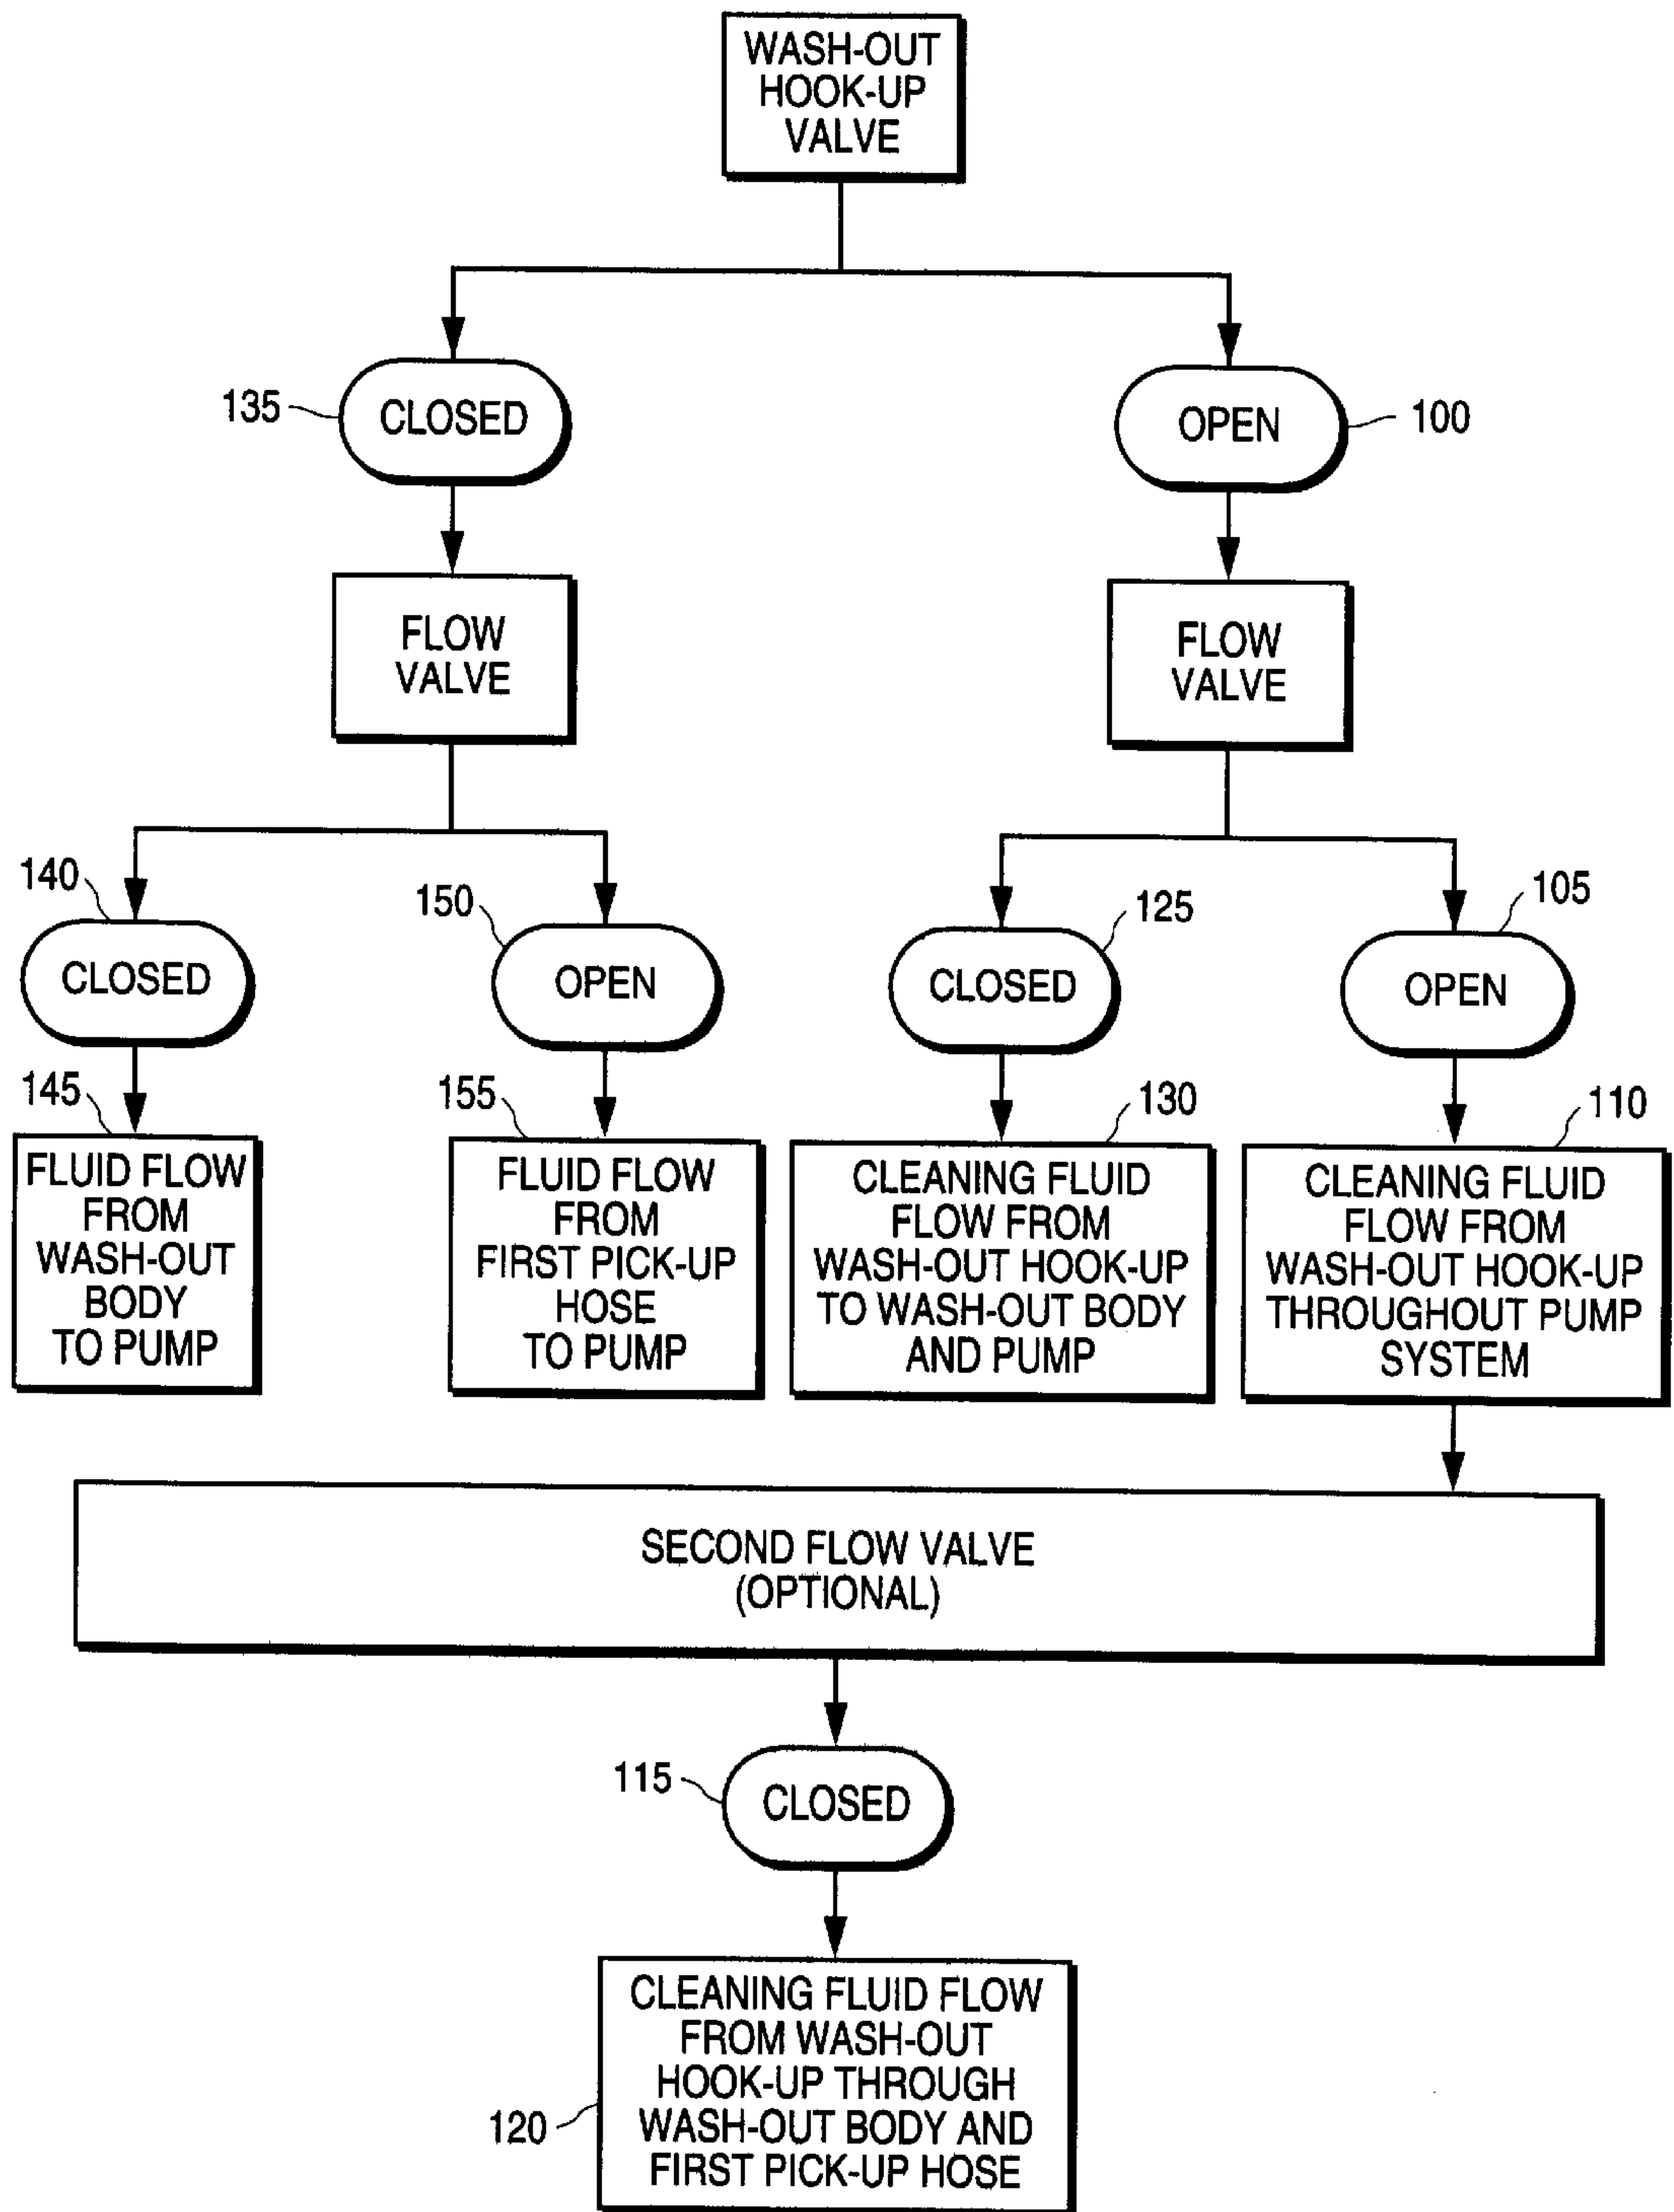 WASH-OUT
HOOK-UP
VALVE
135
CLOSED
OPEN
100
FLOW
VALVE
FLOW
VALVE
140
CLOSED
150
OPEN
125
CLOSED
105
OPEN
145
FLUID FLOW
FROM
WASH-OUT
BODY
TO PUMP
155
FLUID FLOW
FROM
FIRST PICK-UP
HOSE
TO PUMP
130
CLEANING FLUID
FLOW FROM
WASH-OUT HOOK-UP
TO WASH-OUT BODY
AND PUMP
110
CLEANING FLUID
FLOW FROM
WASH-OUT HOOK-UP
THROUGHOUT PUMP
SYSTEM
SECOND FLOW VALVE
(OPTIONAL)
115
CLOSED
120
CLEANING FLUID FLOW
FROM WASH-OUT
HOOK-UP THROUGH
WASH-OUT BODY AND
FIRST PICK-UP HOSE